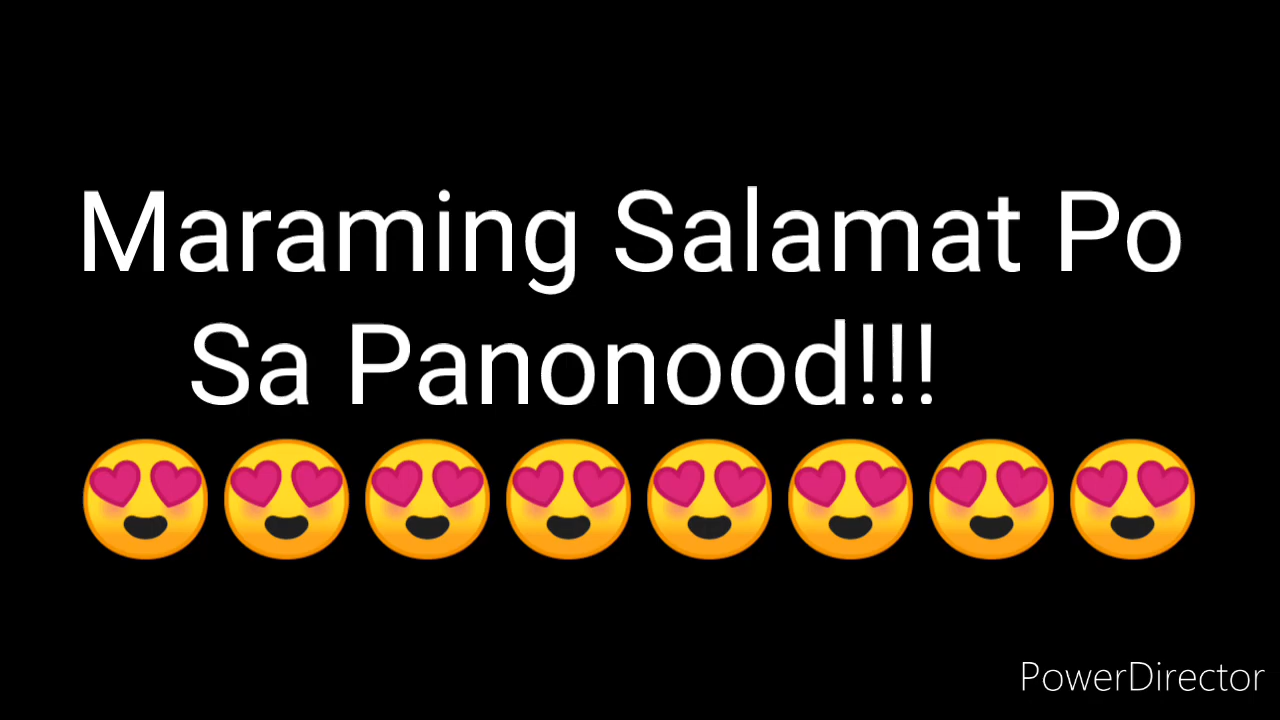 Maraming Salamat Po
Sa Panonood!!!
😍😍😍😍😍😍😍😍
PowerDirector